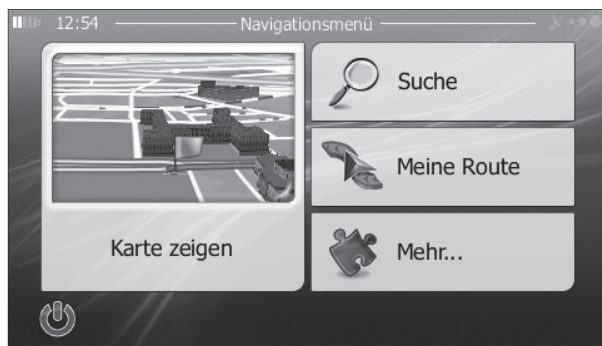 12:54 Navigationsmenü
Suche
Meine Route
Karte zeigen
Mehr...